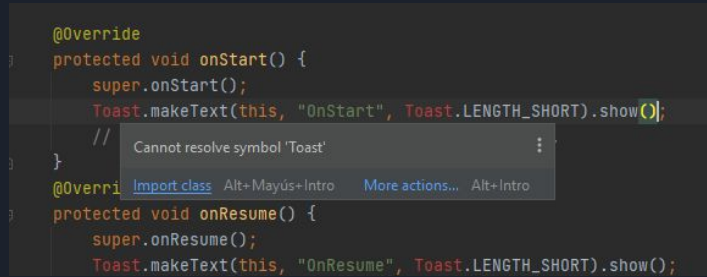 @Override
protected void onStart() {
super.onStart();
Toast.makeText(this, "OnStart", Toast.LENGTH_SHORT).show();
//
Cannot resolve symbol 'Toast'
}
Import class Alt+Mayús+Intro More actions... Alt+Intro
@Overri
protected void onResume() {
super.onResume();
Toast.makeText(this, "OnResume", Toast.LENGTH_SHORT).show();